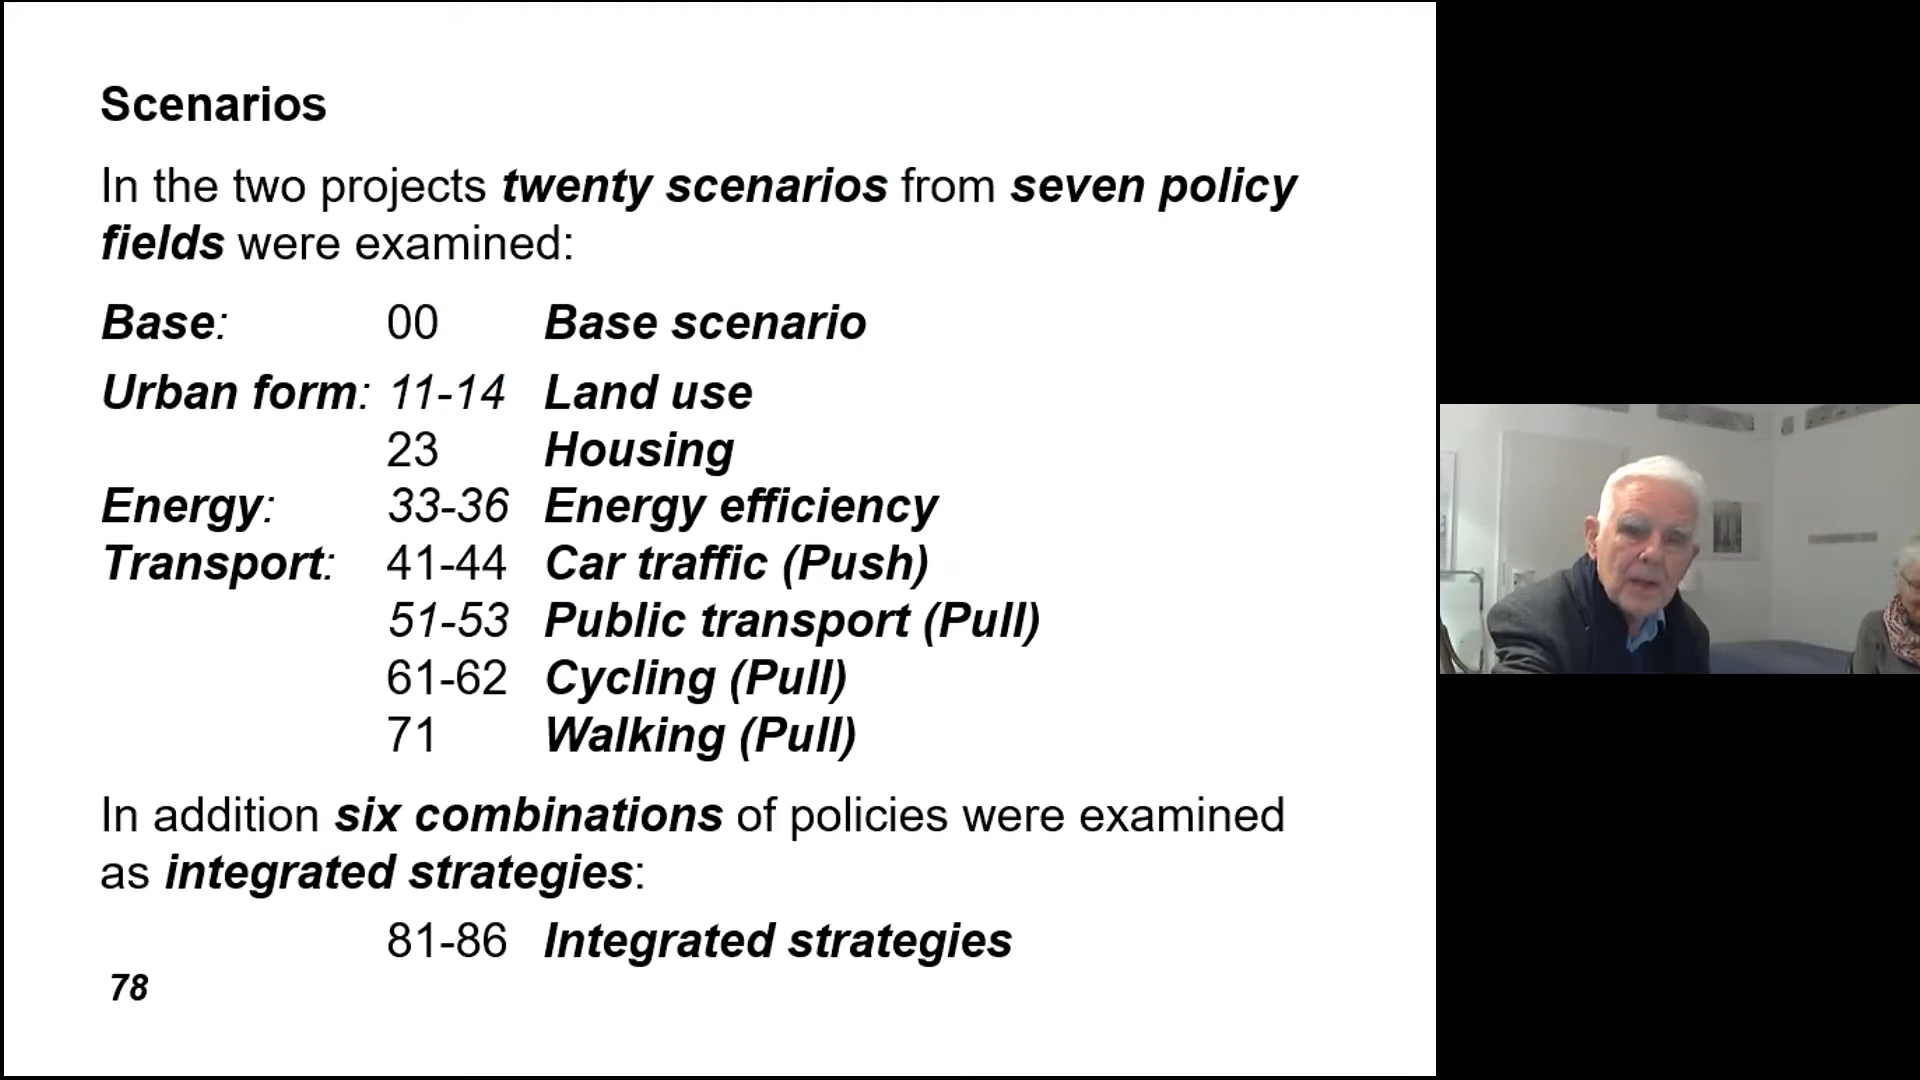 Scenarios
In the two projects twenty scenarios from seven policy
fields were examined:
Base: 00 Base scenario
Urban form: 11-14 Land use
23 Housing
Energy: 33-36 Energy efficiency
Transport: 41-44 Car traffic (Push)
51-53 Public transport (Pull)
61-62 Cycling (Pull)
71 Walking (Pull)
In addition six combinations of policies were examined
as integrated strategies:
81-86 Integrated strategies
78